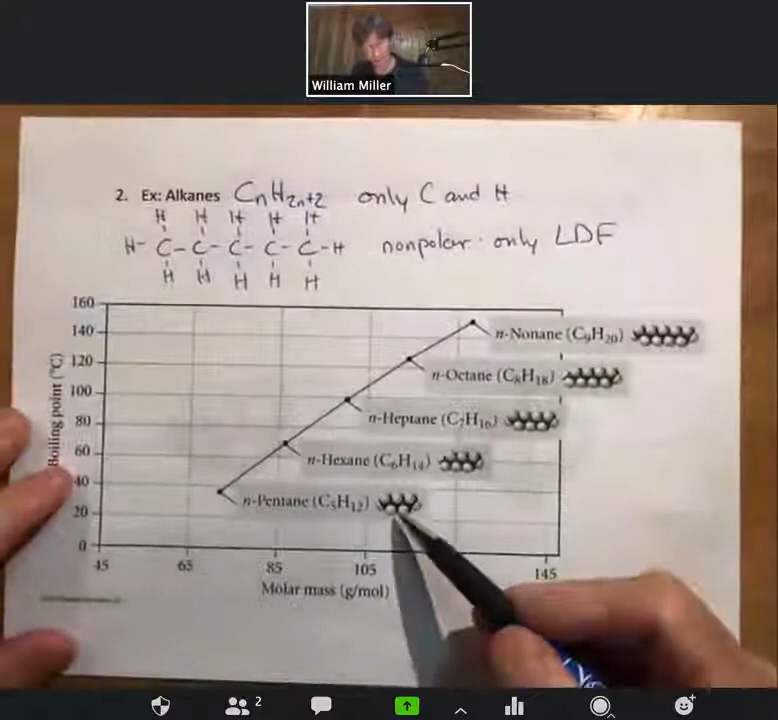 William Miller
2. Ex: Alkanes CnH2n+2 only C and H
H H H H H
H-C-C-C-C-C-H nonpolar · only LDF
H H H H H
160
140
120
100
80
60
40
20
0
Boiling point (°C)
n-Nonane (C9H20)
n-Octane (C8H18)
n-Heptane (C7H16)
n-Hexane (C6H14)
n-Pentane (C5H12)
45 65 85 105 145
Molar mass (g/mol)
2